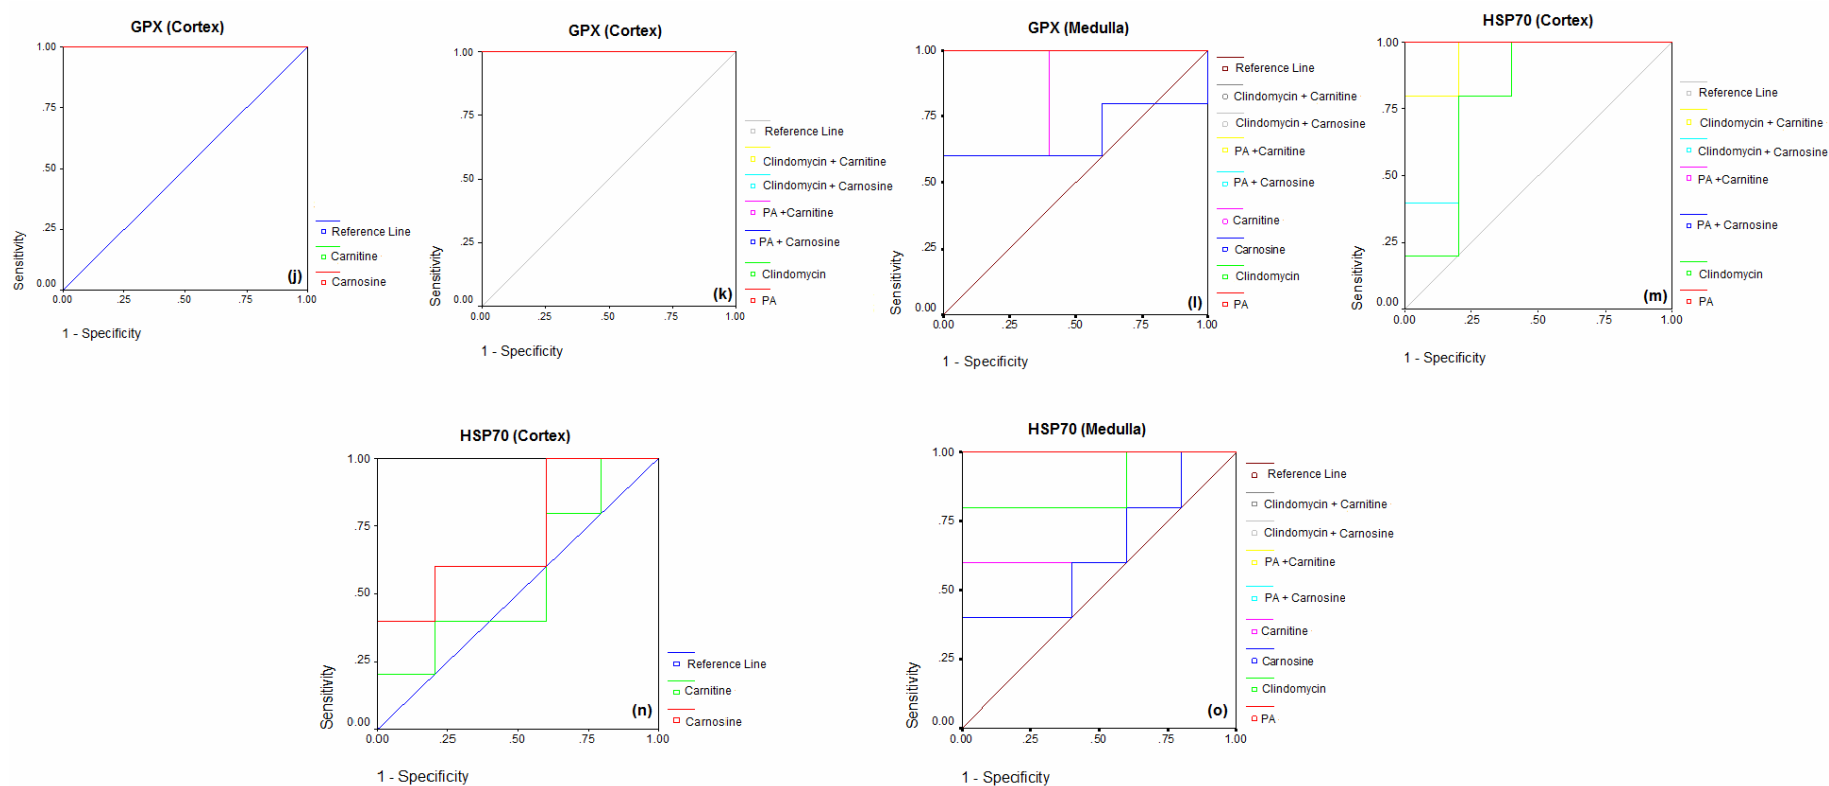 GPX (Cortex)
1.00
.75
.50
.25
0.00
Sensitivity
0.00 .25 .50 .75 1.00
1 - Specificity
(j)
Reference Line
Carnitine
Carnosine
GPX (Cortex)
1.00
.75
.50
.25
0.00
Sensitivity
0.00 .25 .50 .75 1.00
1 - Specificity
(k)
Reference Line
Clindomycin + Carnitine
Clindomycin + Carnosine
PA +Carnitine
PA + Carnosine
Clindomycin
PA
GPX (Medulla)
1.00
.75
.50
.25
0.00
Sensitivity
0.00 .25 .50 .75 1.00
1 - Specificity
(l)
Reference Line
Clindomycin + Carnitine
Clindomycin + Carnosine
PA +Carnitine
PA + Carnosine
Carnitine
Carnosine
Clindomycin
PA
HSP70 (Cortex)
1.00
.75
.50
.25
0.00
Sensitivity
0.00 .25 .50 .75 1.00
1 - Specificity
(m)
Reference Line
Clindomycin + Carnitine
Clindomycin + Carnosine
PA +Carnitine
PA + Carnosine
Clindomycin
PA
HSP70 (Cortex)
1.00
.75
.50
.25
0.00
Sensitivity
0.00 .25 .50 .75 1.00
1 - Specificity
(n)
Reference Line
Carnitine
Carnosine
HSP70 (Medulla)
1.00
.75
.50
.25
0.00
Sensitivity
0.00 .25 .50 .75 1.00
1 - Specificity
(o)
Reference Line
Clindomycin + Carnitine
Clindomycin + Carnosine
PA +Carnitine
PA + Carnosine
Carnitine
Carnosine
Clindomycin
PA